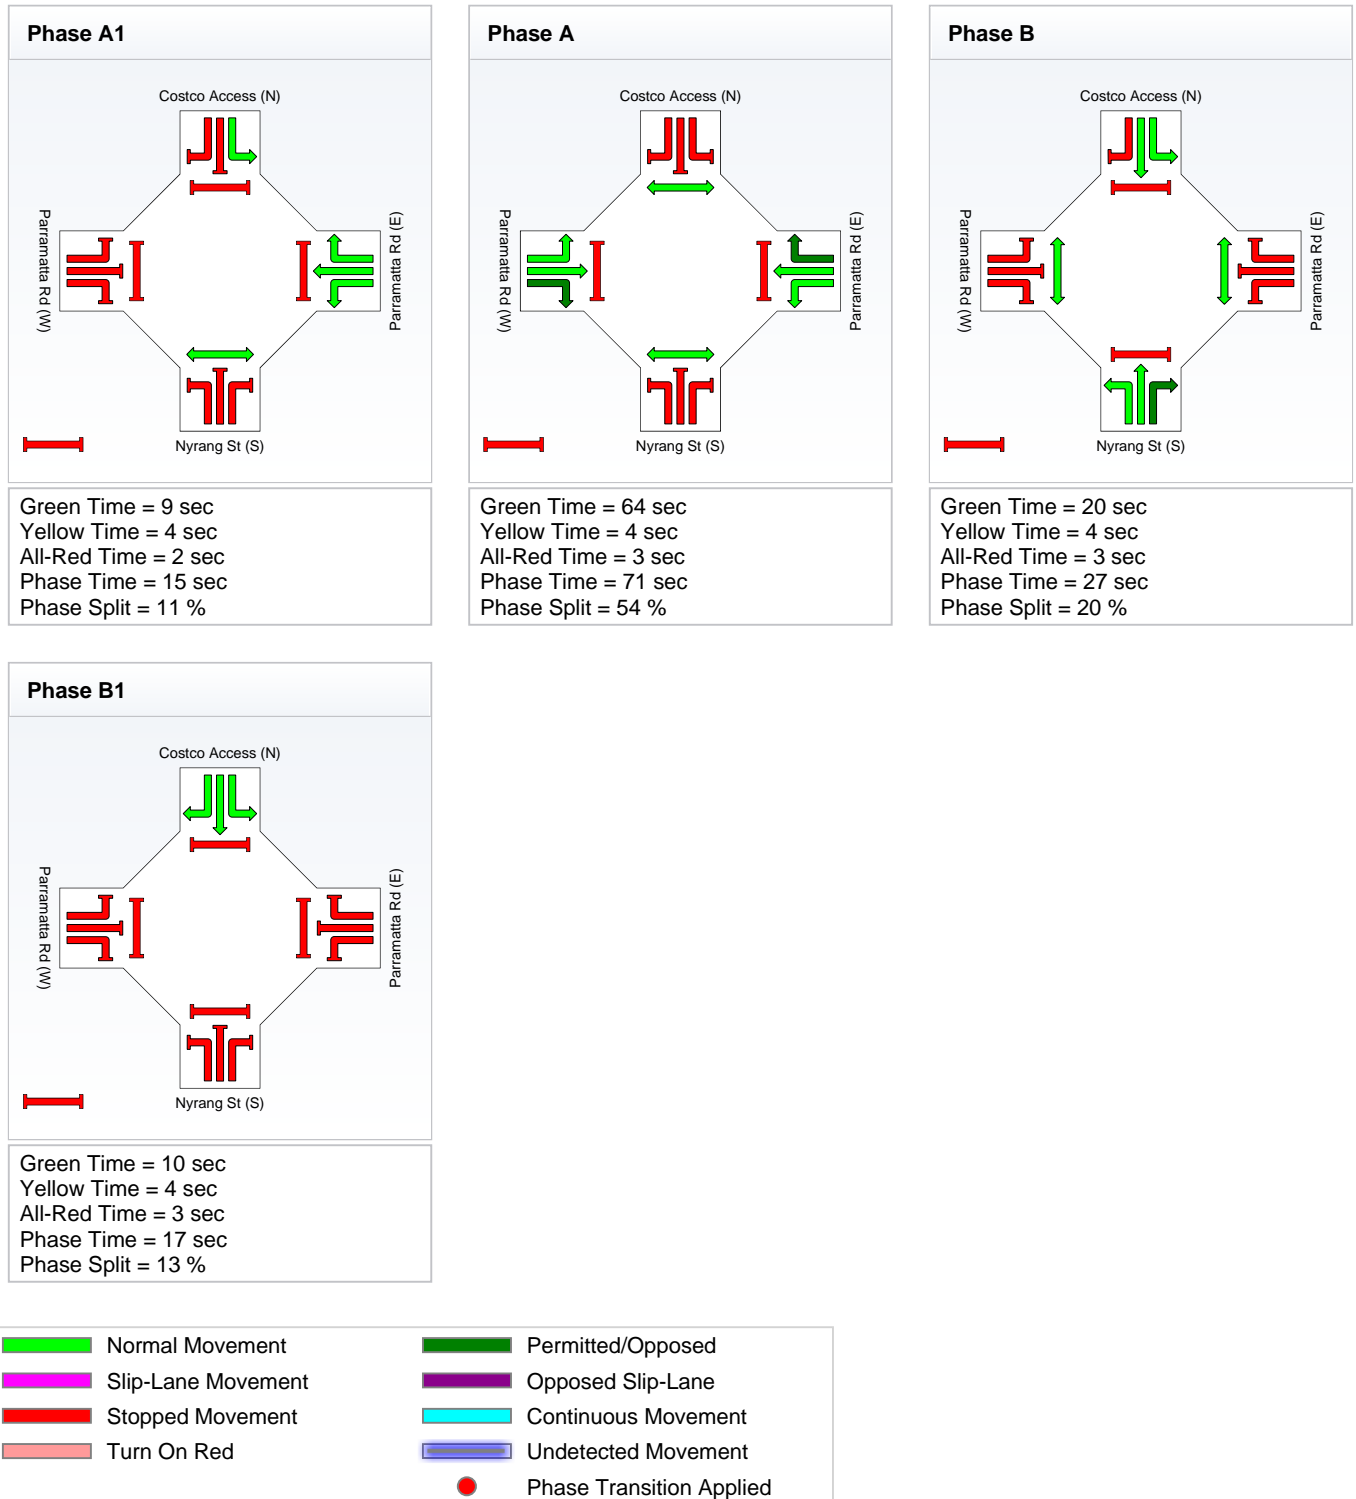 Phase A1
Costco Access (N)
Parramatta Rd (W)
Parramatta Rd (E)
Nyrang St (S)
Green Time = 9 sec
Yellow Time = 4 sec
All-Red Time = 2 sec
Phase Time = 15 sec
Phase Split = 11 %
Phase A
Costco Access (N)
Parramatta Rd (W)
Parramatta Rd (E)
Nyrang St (S)
Green Time = 64 sec
Yellow Time = 4 sec
All-Red Time = 3 sec
Phase Time = 71 sec
Phase Split = 54 %
Phase B
Costco Access (N)
Parramatta Rd (W)
Parramatta Rd (E)
Nyrang St (S)
Green Time = 20 sec
Yellow Time = 4 sec
All-Red Time = 3 sec
Phase Time = 27 sec
Phase Split = 20 %
Phase B1
Costco Access (N)
Parramatta Rd (W)
Parramatta Rd (E)
Nyrang St (S)
Green Time = 10 sec
Yellow Time = 4 sec
All-Red Time = 3 sec
Phase Time = 17 sec
Phase Split = 13 %
Normal Movement
Slip-Lane Movement
Stopped Movement
Turn On Red
Permitted/Opposed
Opposed Slip-Lane
Continuous Movement
Undetected Movement
Phase Transition Applied